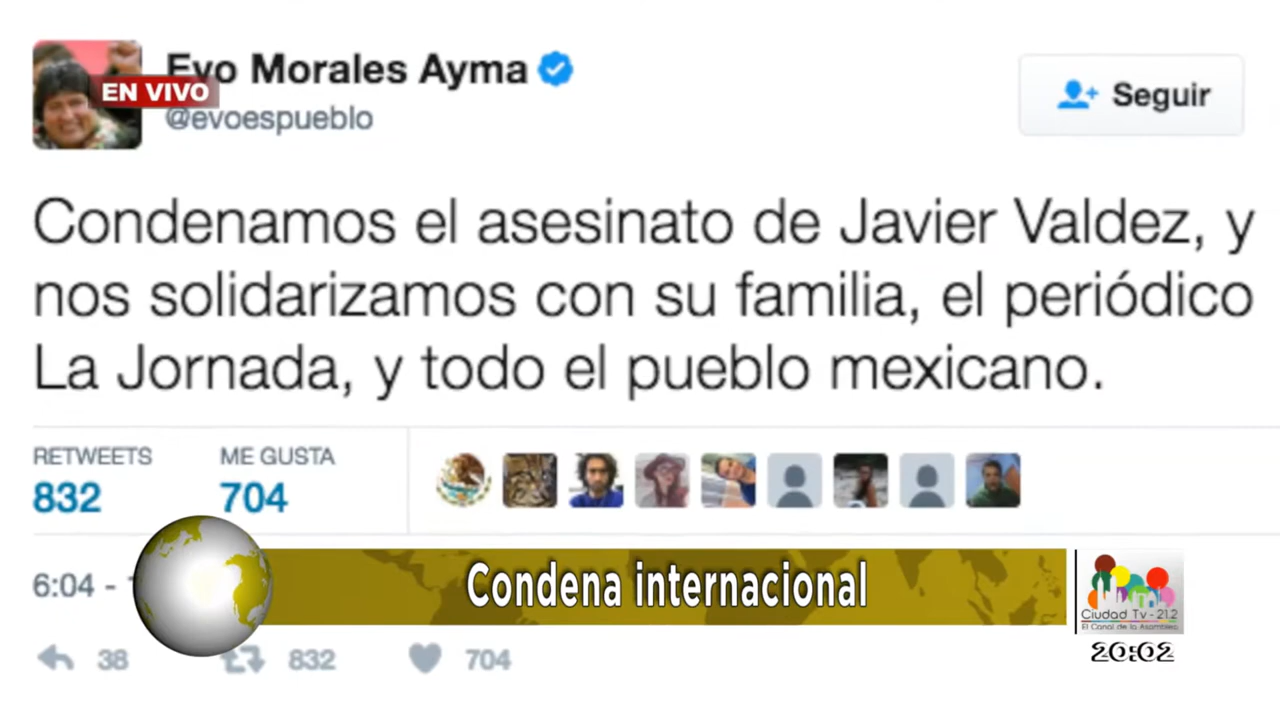 Evo Morales Ayma
EN VIVO
@evoespueblo
Seguir
Condenamos el asesinato de Javier Valdez, y
nos solidarizamos con su familia, el periódico
La Jornada, y todo el pueblo mexicano.
RETWEETS
832
ME GUSTA
704
6:04 -
Condena internacional
Ciudad Tv - 21.2
El Canal de la Asamblea
20:02
38
832
704